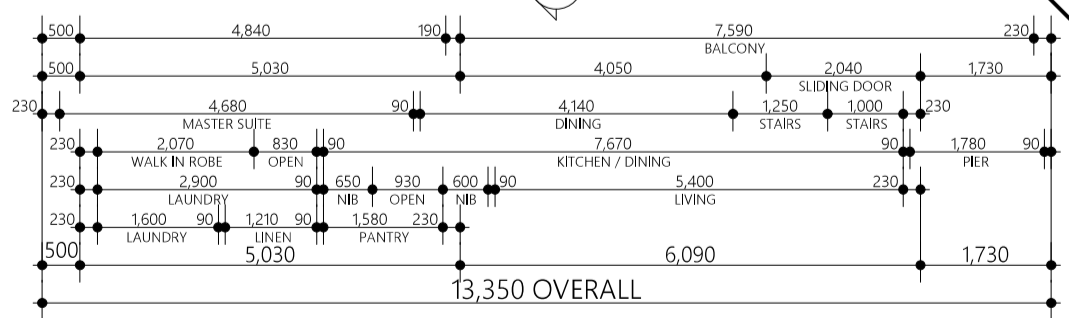 500 4,840 190 7,590 230
BALCONY
500 5,030 4,050 2,040 1,730
SLIDING DOOR
230 4,680 90 4,140 1,250 1,000 230
MASTER SUITE DINING STAIRS STAIRS
230 2,070 830 90 7,670 90 1,780 90
WALK IN ROBE OPEN KITCHEN / DINING PIER
230 2,900 90 650 930 600 90 5,400 230
LAUNDRY NIB OPEN NIB LIVING
230 1,600 90 1,210 90 1,580 230
LAUNDRY LINEN PANTRY
500 5,030 6,090 1,730
13,350 OVERALL